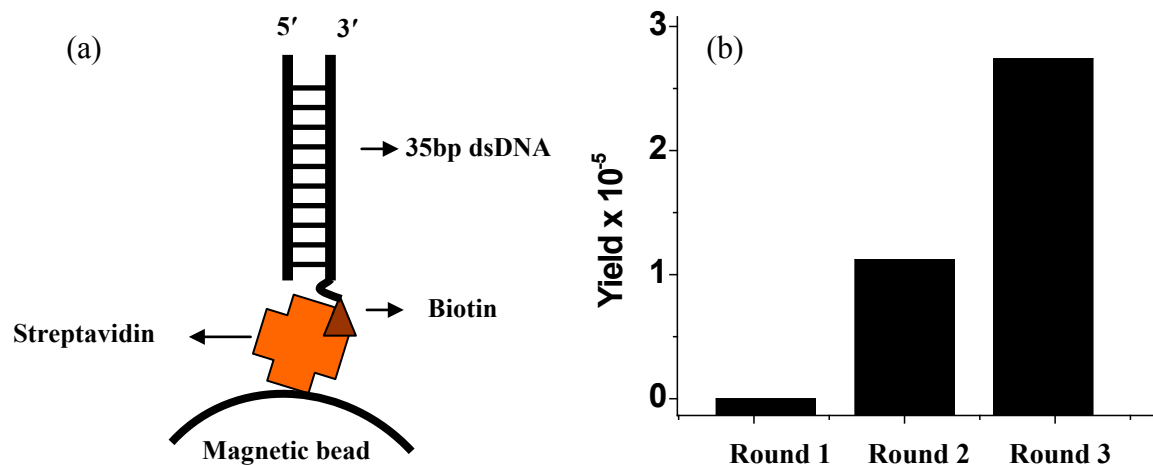 (a)
5′ 3′
35bp dsDNA
Biotin
Streptavidin
Magnetic bead
(b)
Yield x 10⁻⁵
3
2
1
0
Round 1 Round 2 Round 3